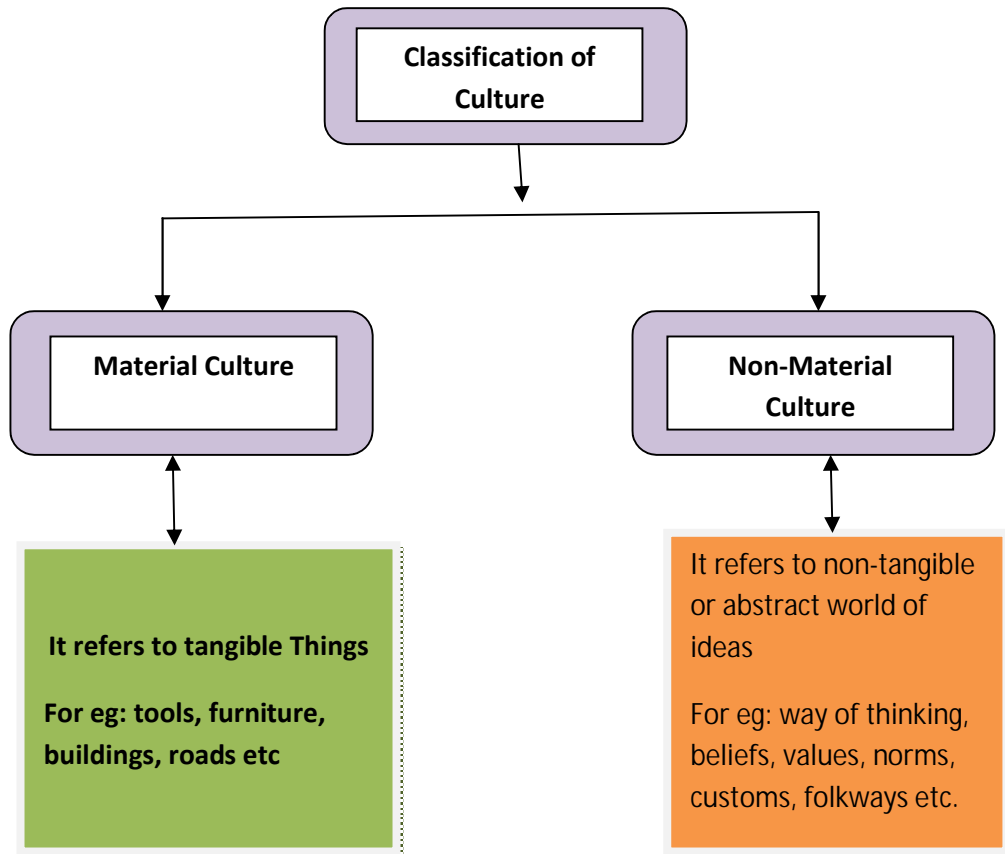 Classification of
Culture
Material Culture
Non-Material
Culture
It refers to tangible Things
For eg: tools, furniture,
buildings, roads etc
It refers to non-tangible
or abstract world of
ideas
For eg: way of thinking,
beliefs, values, norms,
customs, folkways etc.